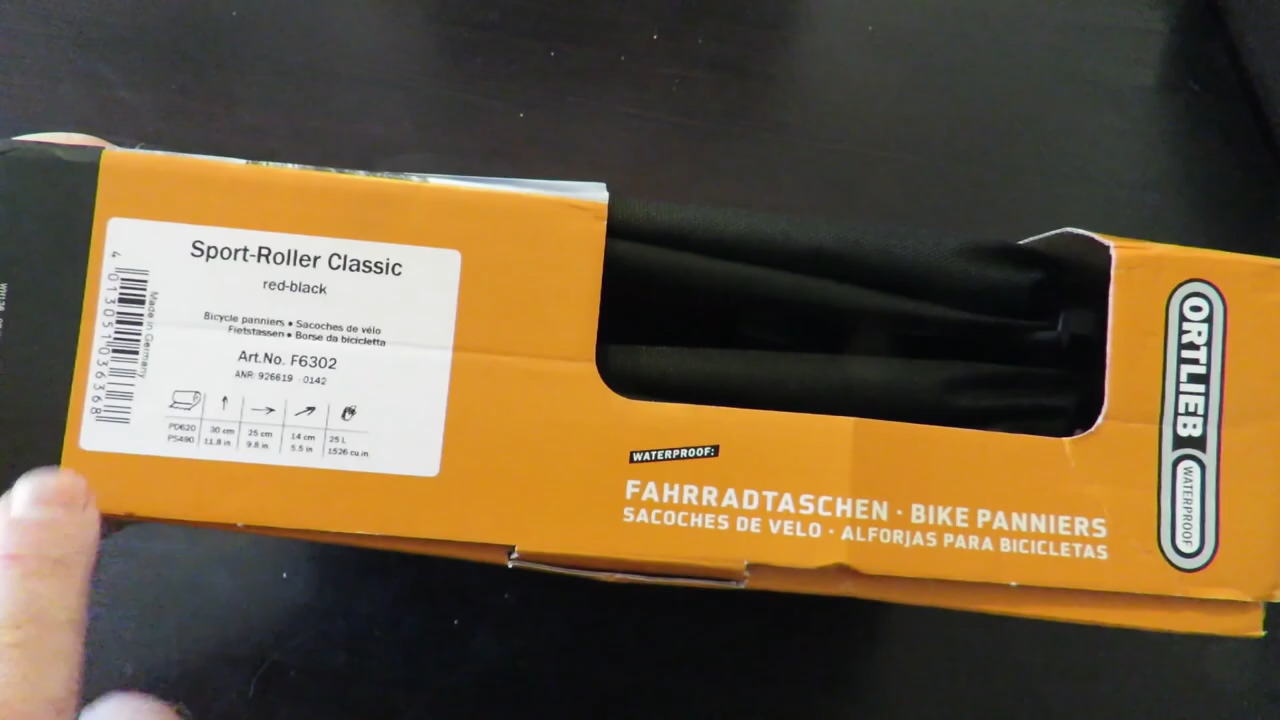 Sport-Roller Classic
red-black
Bicycle panniers • Sacoches de vélo
Fietstassen • Borse da bicicletta
Art.No. F6302
ANR: 926619 - 0142
PD620 30 cm 25 cm 14 cm 25 L
PS490 11.8 in 9.8 in 5.5 in 1526 cu.in.
4 013051 036368
Made in Germany
WATERPROOF:
FAHRRADTASCHEN · BIKE PANNIERS
SACOCHES DE VELO · ALFORJAS PARA BICICLETAS
ORTLIEB
WATERPROOF